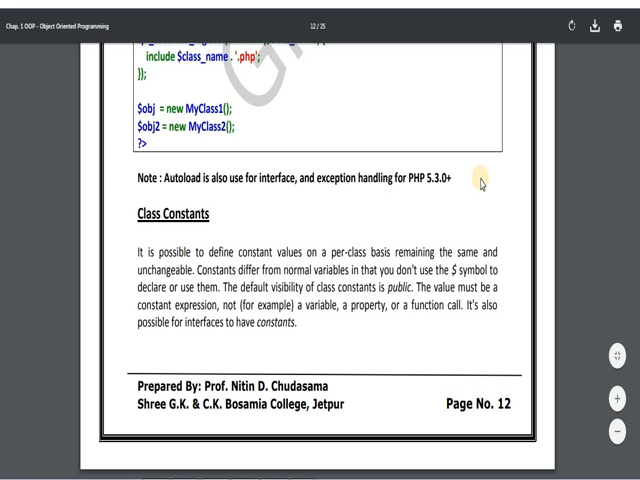 Chap. 1 OOP - Object Oriented Programming
12 / 25
include $class_name . '.php';
});
$obj = new MyClass1();
$obj2 = new MyClass2();
?>
Note : Autoload is also use for interface, and exception handling for PHP 5.3.0+
Class Constants
It is possible to define constant values on a per-class basis remaining the same and
unchangeable. Constants differ from normal variables in that you don't use the $ symbol to
declare or use them. The default visibility of class constants is public. The value must be a
constant expression, not (for example) a variable, a property, or a function call. It's also
possible for interfaces to have constants.
Prepared By: Prof. Nitin D. Chudasama
Shree G.K. & C.K. Bosamia College, Jetpur
Page No. 12